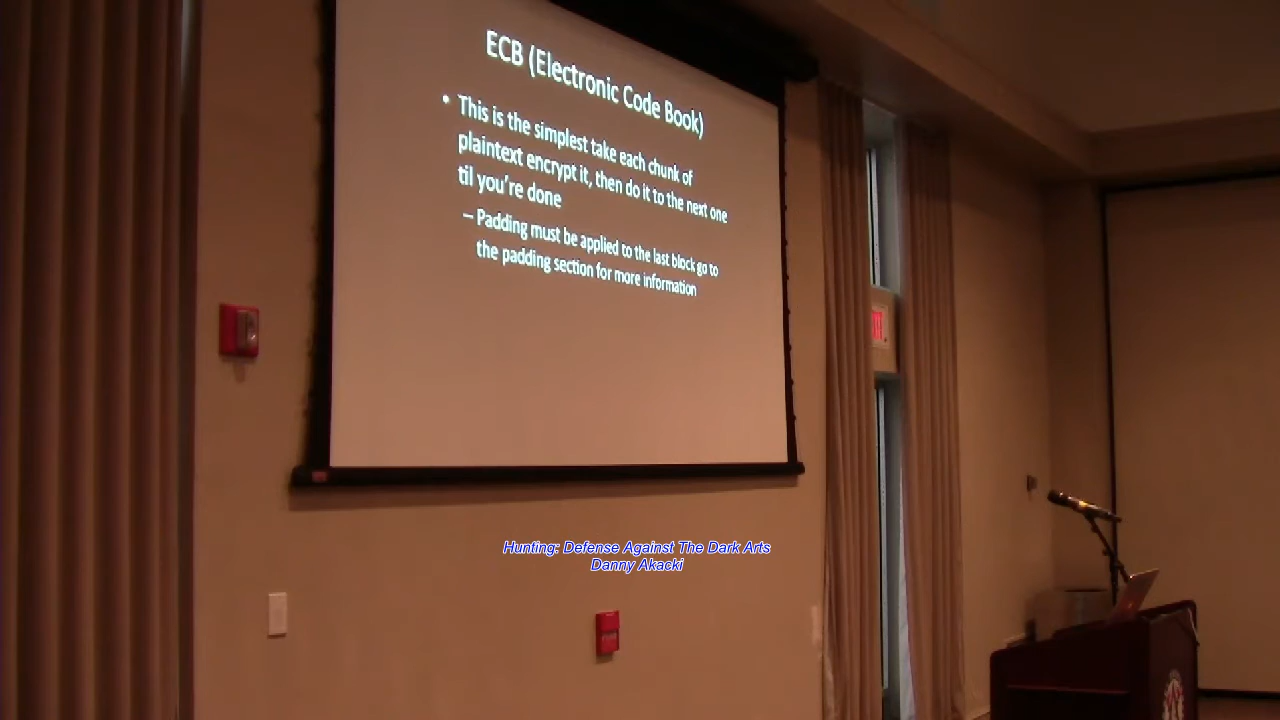 ECB (Electronic Code Book)
• This is the simplest take each chunk of
plaintext encrypt it, then do it to the next one
til you're done
– Padding must be applied to the last block go to
the padding section for more information
Hunting: Defense Against The Dark Arts
Danny Akacki